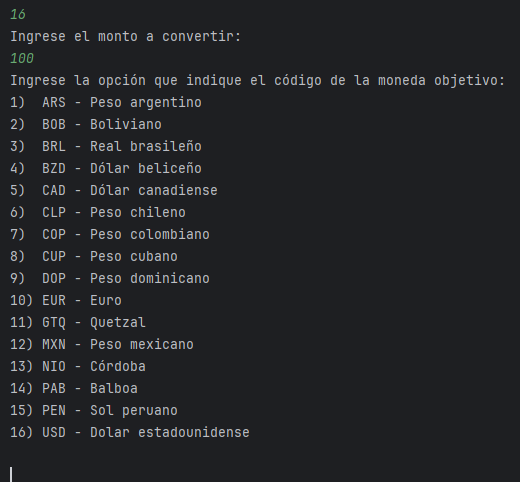 16
Ingrese el monto a convertir:
100
Ingrese la opción que indique el código de la moneda objetivo:
1)  ARS - Peso argentino
2)  BOB - Boliviano
3)  BRL - Real brasileño
4)  BZD - Dólar beliceño
5)  CAD - Dólar canadiense
6)  CLP - Peso chileno
7)  COP - Peso colombiano
8)  CUP - Peso cubano
9)  DOP - Peso dominicano
10) EUR - Euro
11) GTQ - Quetzal
12) MXN - Peso mexicano
13) NIO - Córdoba
14) PAB - Balboa
15) PEN - Sol peruano
16) USD - Dolar estadounidense